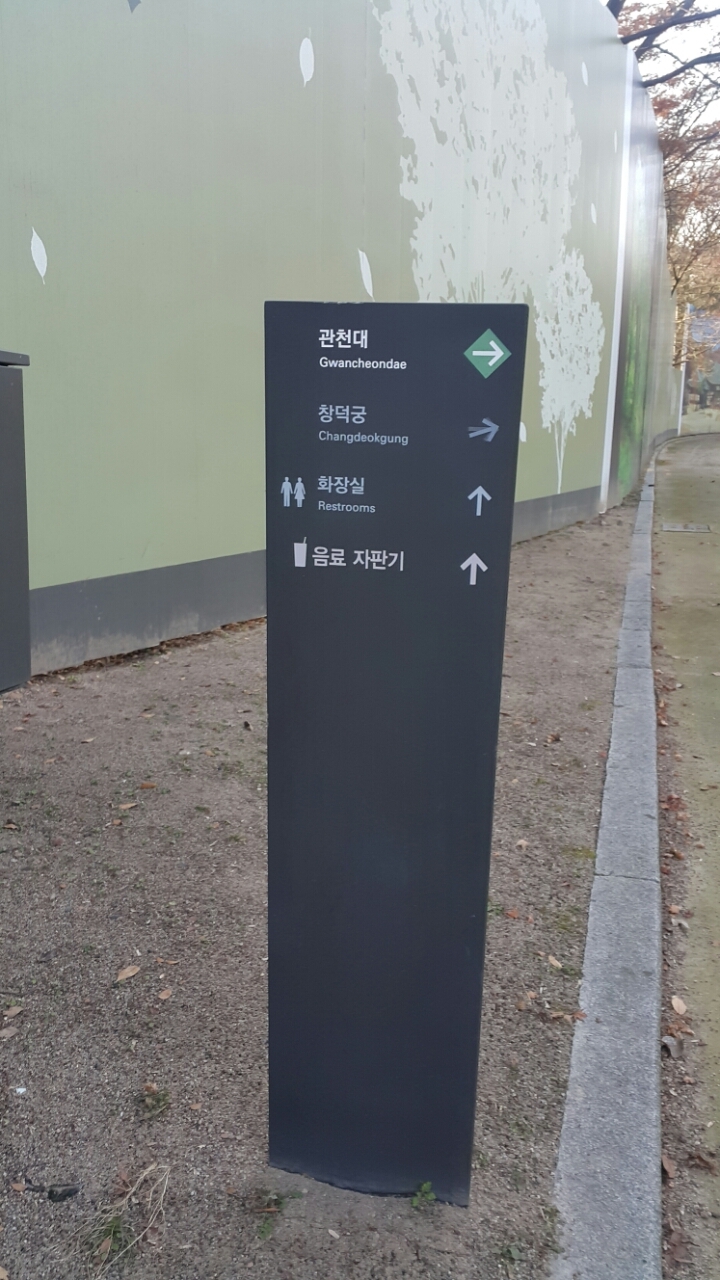 관천대
Gwancheondae
창덕궁
Changdeokgung
화장실
Restrooms
음료 자판기